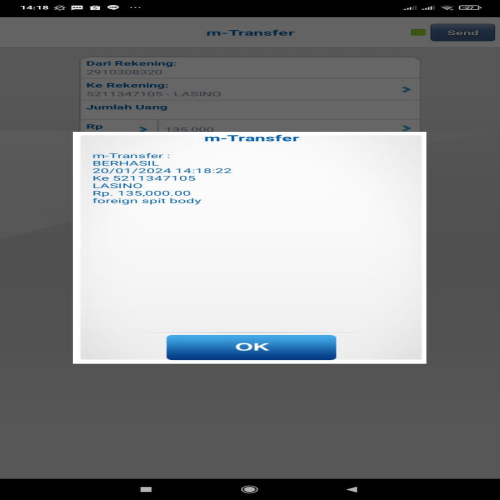 14:18
m-Transfer
Send
Dari Rekening:
2910308320
Ke Rekening:
5211347105 - LASINO
Jumlah Uang
Rp
135,000
m-Transfer
m-Transfer :
BERHASIL
20/01/2024 14:18:22
Ke 5211347105
LASINO
Rp. 135,000.00
foreign spit body
OK